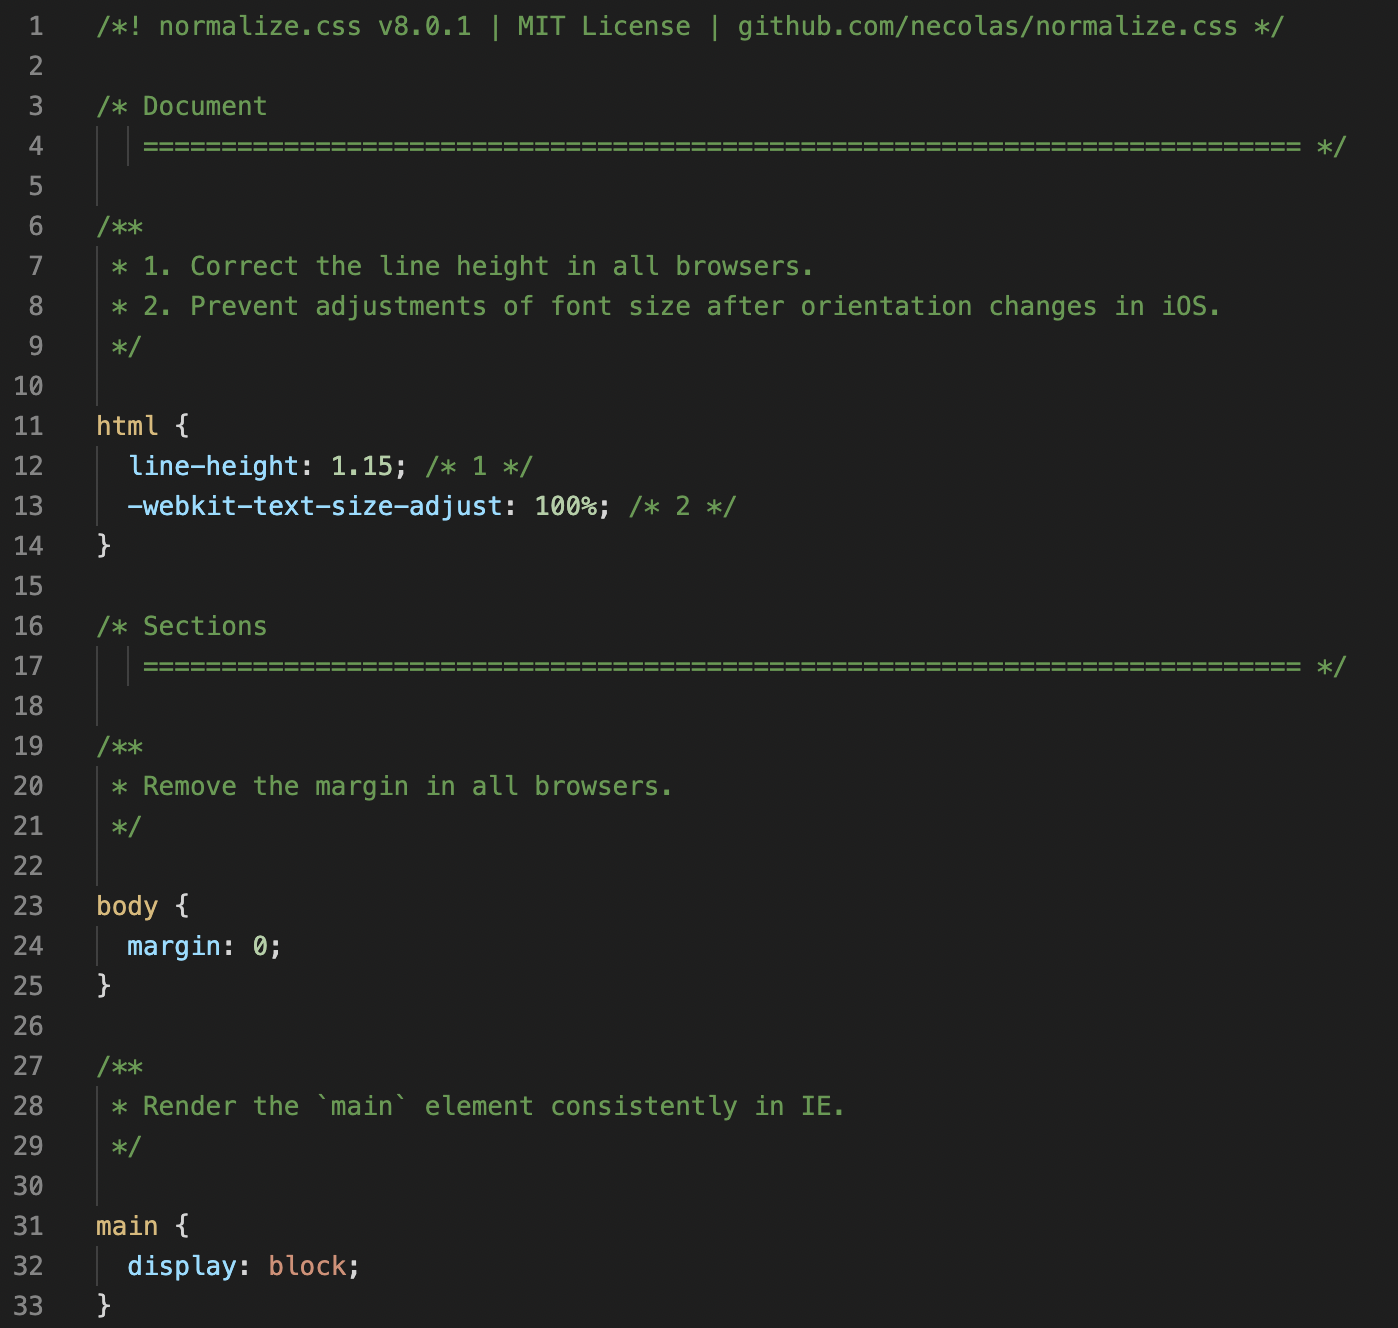 1 /*! normalize.css v8.0.1 | MIT License | github.com/necolas/normalize.css */
2
3 /* Document
4    ========================================================================== */
5
6 /**
7  * 1. Correct the line height in all browsers.
8  * 2. Prevent adjustments of font size after orientation changes in iOS.
9  */
10
11 html {
12   line-height: 1.15; /* 1 */
13   -webkit-text-size-adjust: 100%; /* 2 */
14 }
15
16 /* Sections
17    ========================================================================== */
18
19 /**
20  * Remove the margin in all browsers.
21  */
22
23 body {
24   margin: 0;
25 }
26
27 /**
28  * Render the `main` element consistently in IE.
29  */
30
31 main {
32   display: block;
33 }